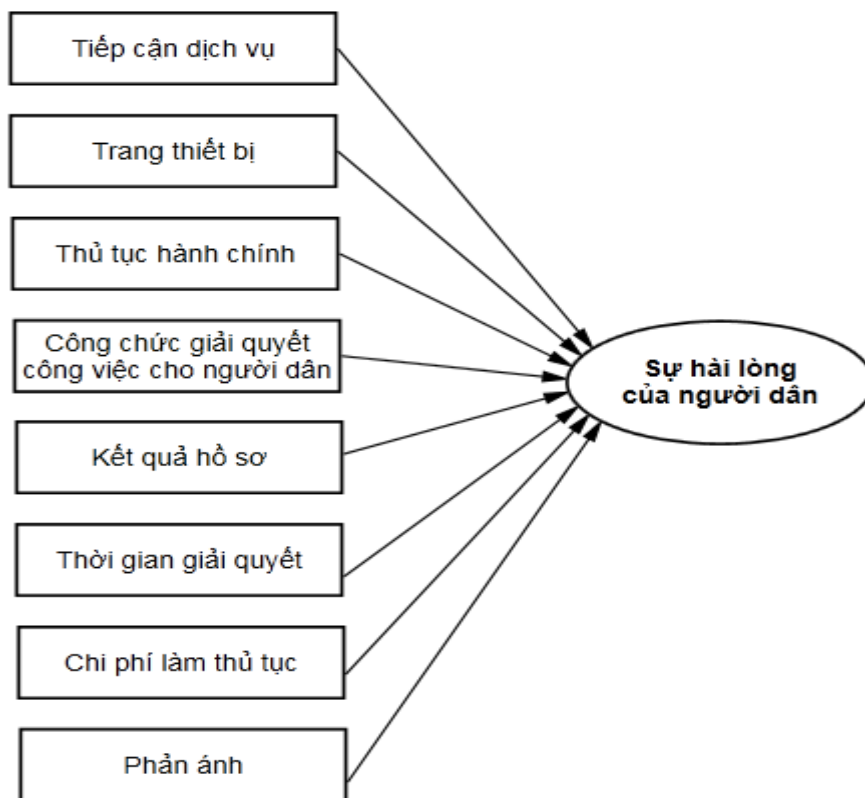 Tiếp cận dịch vụ
Trang thiết bị
Thủ tục hành chính
Công chức giải quyết
công việc cho người dân
Kết quả hồ sơ
Thời gian giải quyết
Chi phí làm thủ tục
Phản ánh
Sự hài lòng
của người dân